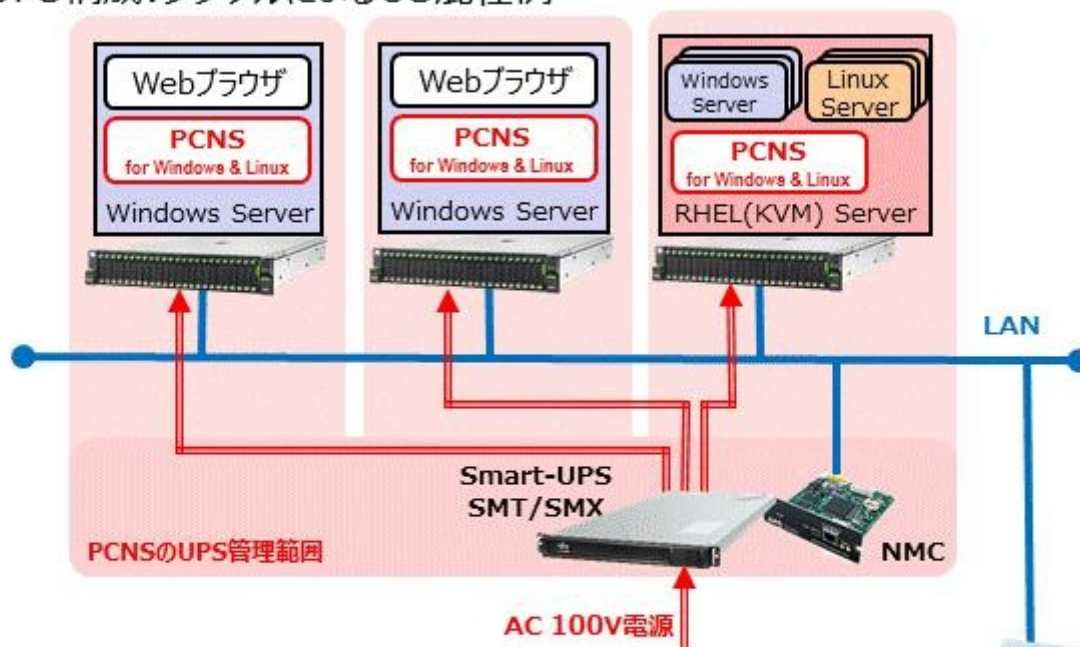 Webブラウザ
PCNS
for Windows & Linux
Windows Server
Webブラウザ
PCNS
for Windows & Linux
Windows Server
Windows
Server
Linux
Server
PCNS
for Windows & Linux
RHEL(KVM) Server
LAN
Smart-UPS
SMT/SMX
NMC
PCNSのUPS管理範囲
AC 100V電源